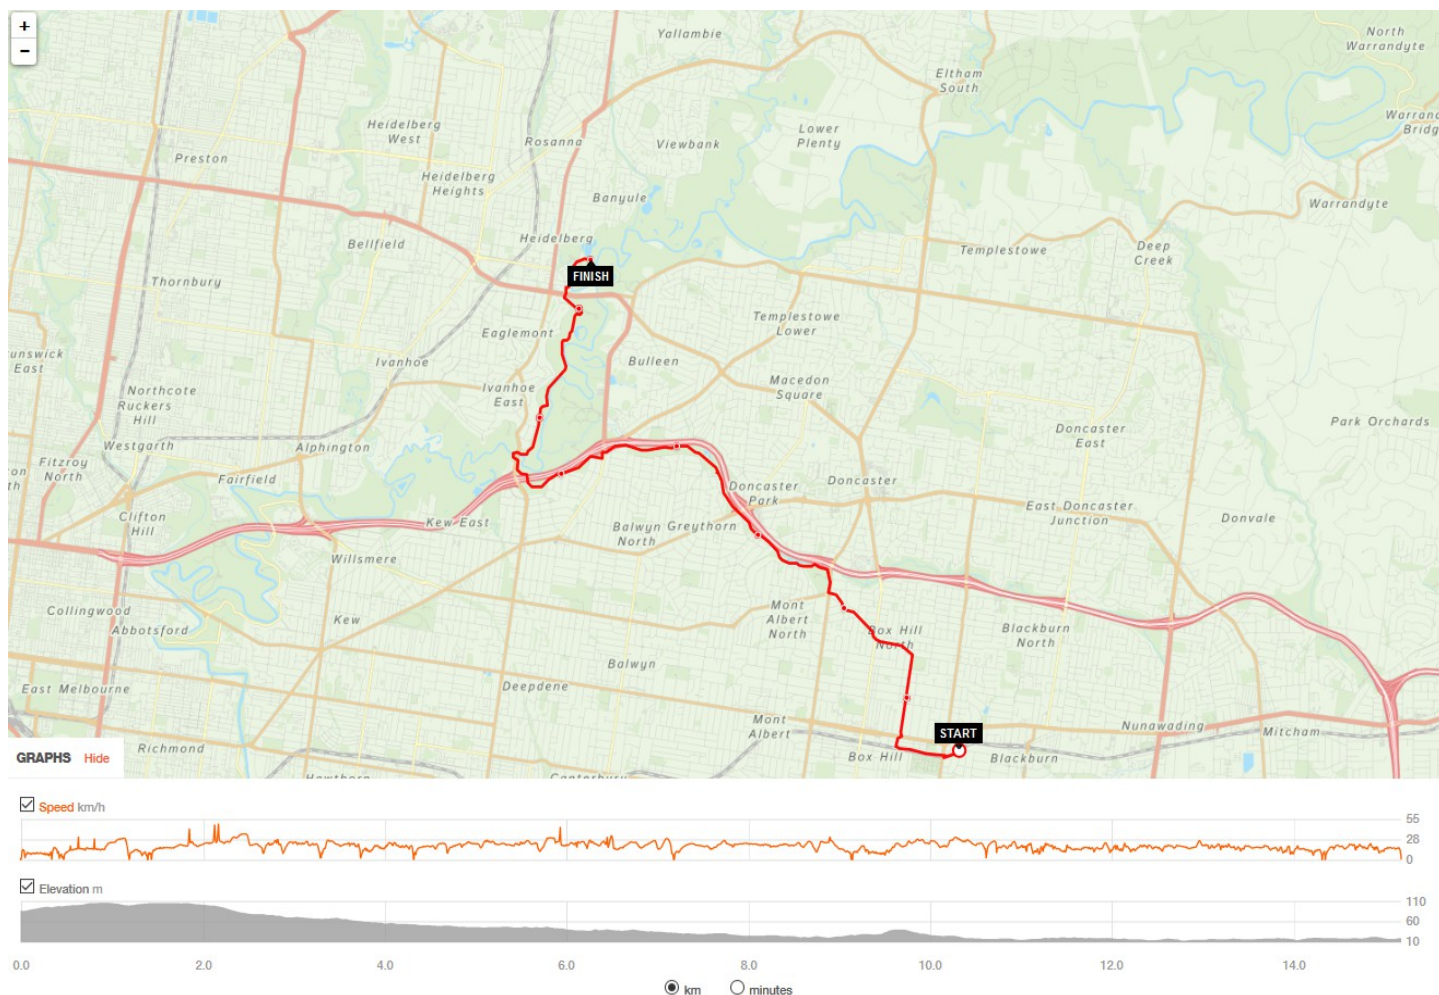 +
−
Yallambie
North
Warrandyte
Eltham
South
Heidelberg
West
Lower
Plenty
Warran
Bridg
Rosanna
Viewbank
Preston
Heidelberg
Heights
Banyule
Warrandyte
Heidelberg
Bellfield
Templestowe
Deep
Creek
FINISH
Thornbury
Templestowe
Lower
Eaglemont
unswick
East
Ivanhoe
Bulleen
Northcote
Ruckers
Hill
Ivanhoe
East
Macedon
Square
Park Orchards
Westgarth
Alphington
Doncaster
East
Fitzroy
North
on
th
Fairfield
Doncaster
Park
Doncaster
East Doncaster
Junction
Clifton
Hill
Kew East
Balwyn
North
Greythorn
Donvale
Willsmere
Collingwood
Abbotsford
Kew
Mont
Albert
North
Box Hill
North
Blackburn
North
Balwyn
East Melbourne
Deepdene
Mont
Albert
START
Nunawading
Mitcham
Richmond
Box Hill
Blackburn
Hawthorn
Canterbury
GRAPHS Hide
Speed km/h
55
28
0
Elevation m
110
60
10
0.0 2.0 4.0 6.0 8.0 10.0 12.0 14.0
km minutes